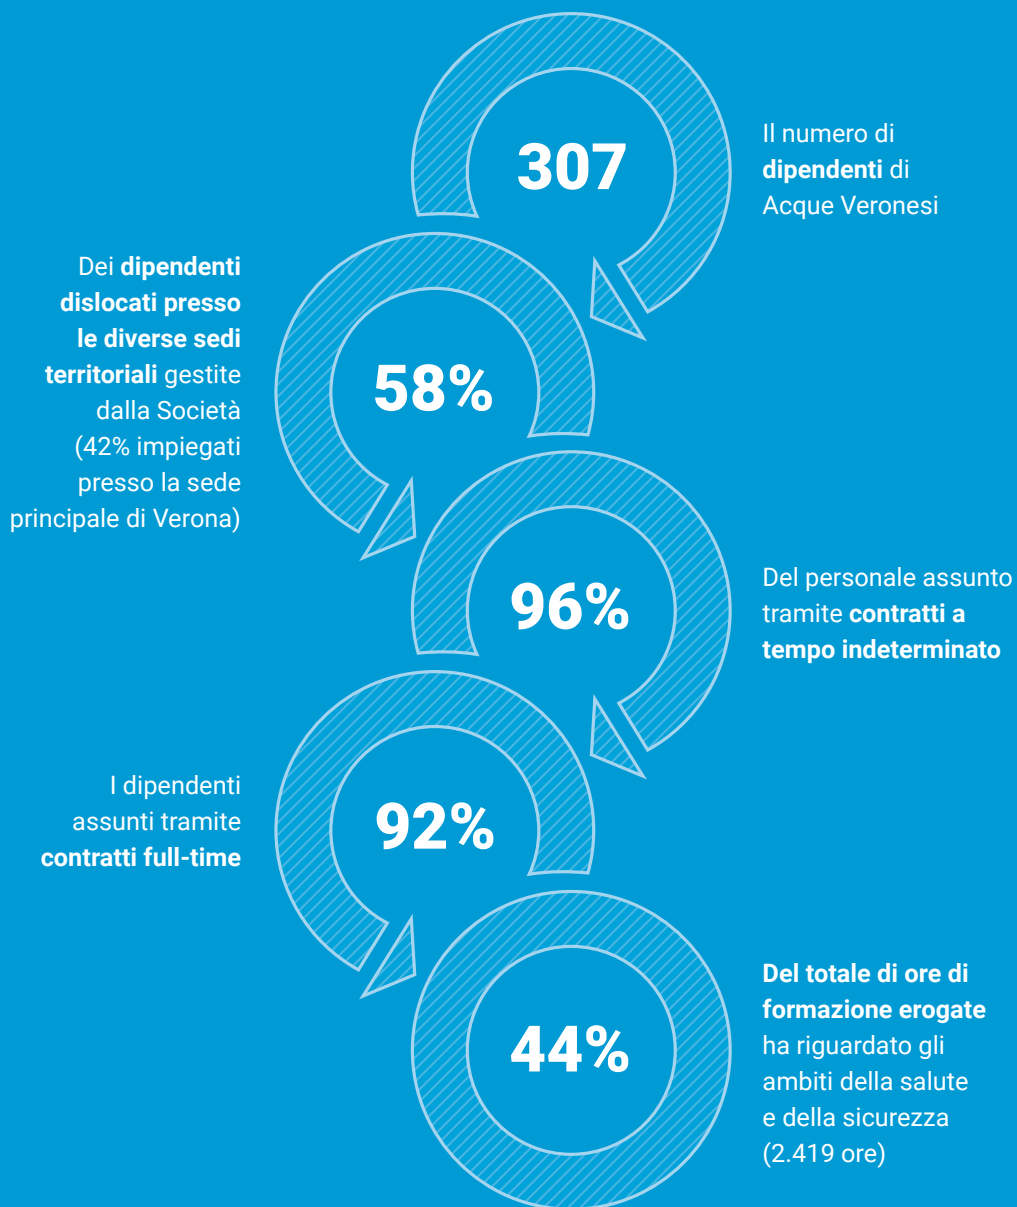 307
Il numero di
dipendenti di
Acque Veronesi
Dei dipendenti
dislocati presso
le diverse sedi
territoriali gestite
dalla Società
(42% impiegati
presso la sede
principale di Verona)
58%
96%
Del personale assunto
tramite contratti a
tempo indeterminato
I dipendenti
assunti tramite
contratti full-time
92%
44%
Del totale di ore di
formazione erogate
ha riguardato gli
ambiti della salute
e della sicurezza
(2.419 ore)